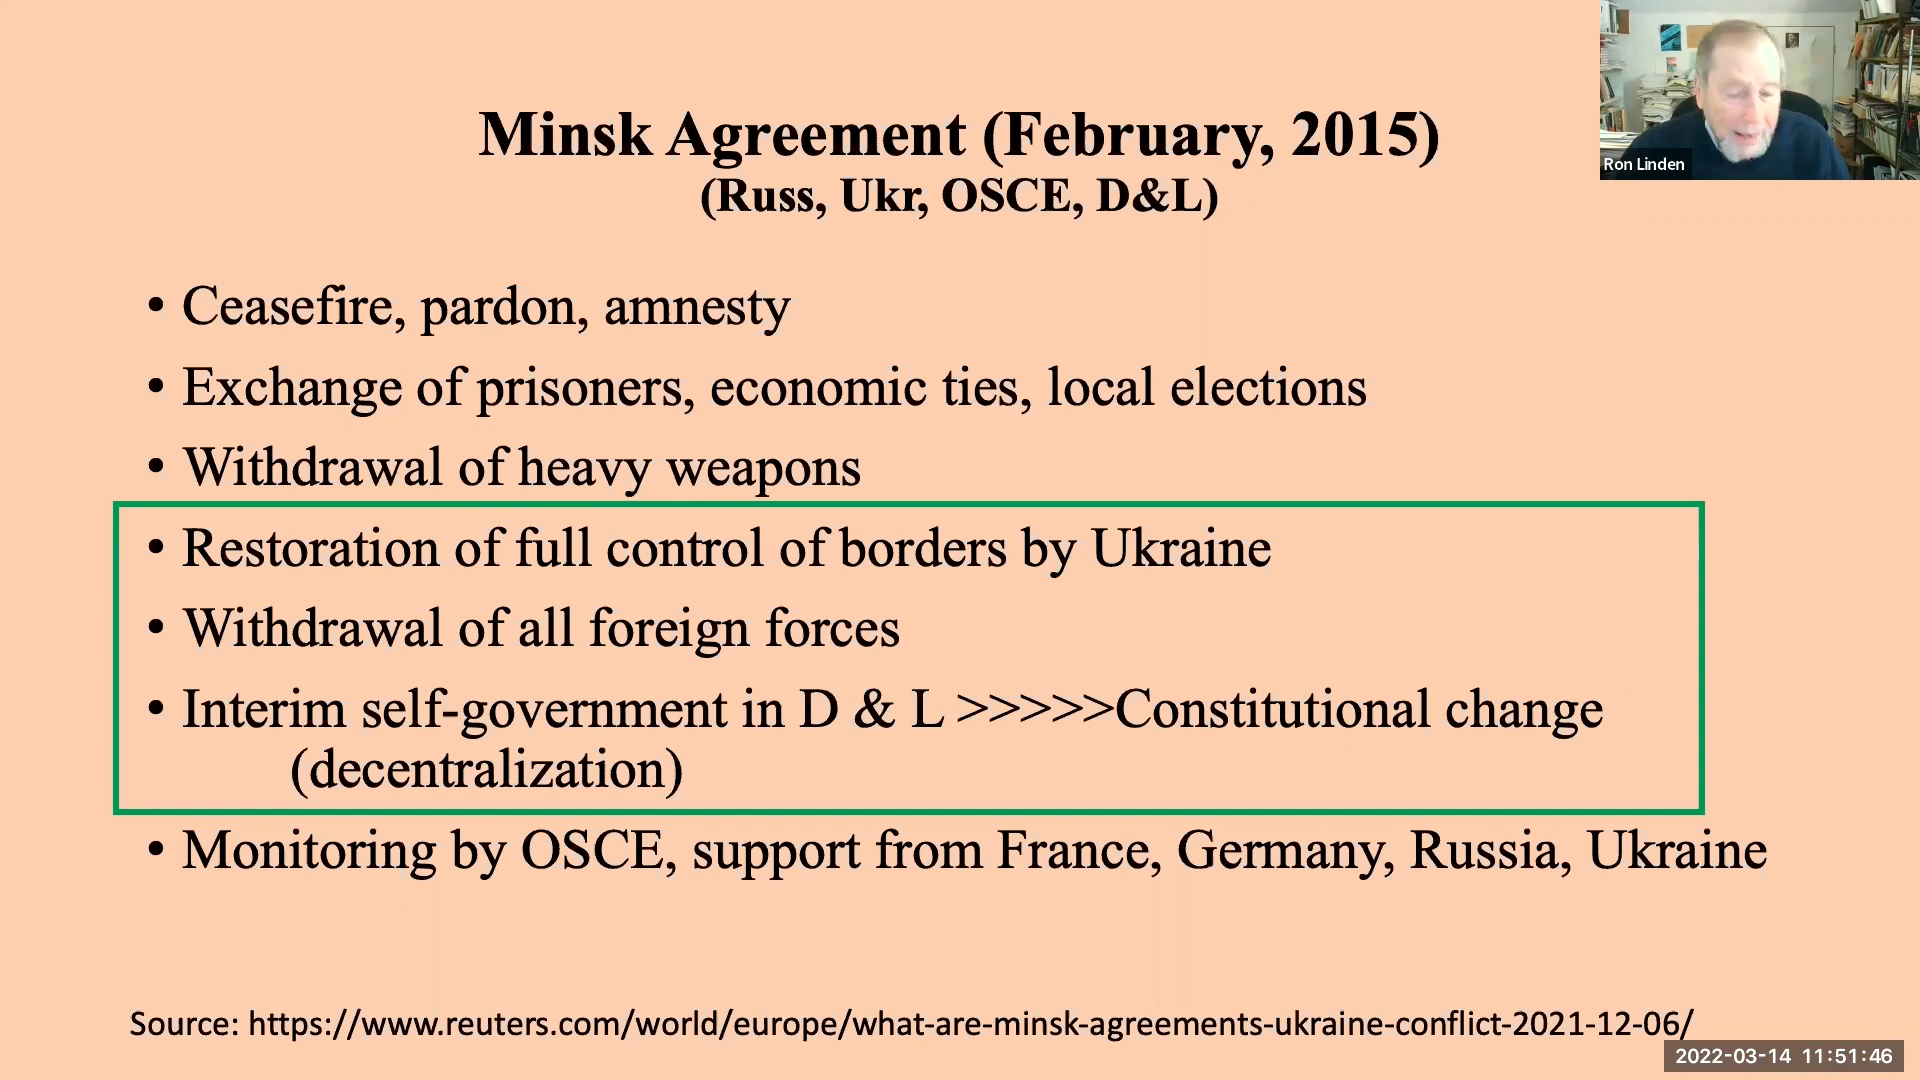 Minsk Agreement (February, 2015)
(Russ, Ukr, OSCE, D&L)
Ron Linden
• Ceasefire, pardon, amnesty
• Exchange of prisoners, economic ties, local elections
• Withdrawal of heavy weapons
• Restoration of full control of borders by Ukraine
• Withdrawal of all foreign forces
• Interim self-government in D & L >>>>>Constitutional change
(decentralization)
• Monitoring by OSCE, support from France, Germany, Russia, Ukraine
Source: https://www.reuters.com/world/europe/what-are-minsk-agreements-ukraine-conflict-2021-12-06/
2022-03-14 11:51:46